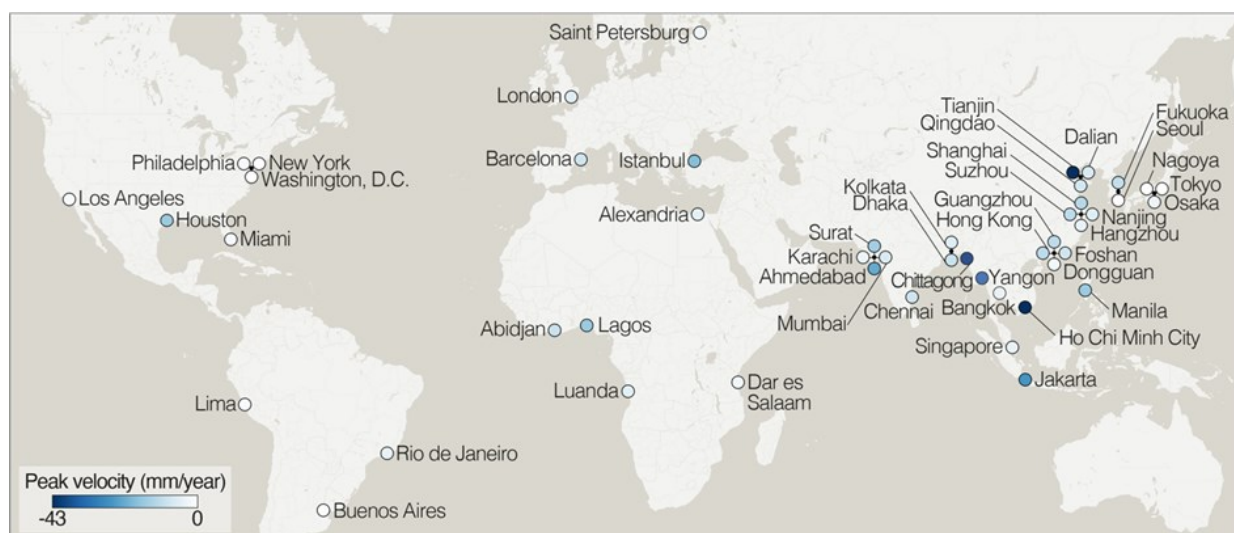 Saint Petersburg
London
Tianjin
Qingdao
Fukuoka
Seoul
Dalian
Philadelphia
New York
Washington, D.C.
Barcelona
Istanbul
Shanghai
Suzhou
Nagoya
Tokyo
Osaka
Los Angeles
Houston
Miami
Alexandria
Kolkata
Dhaka
Guangzhou
Hong Kong
Nanjing
Hangzhou
Surat
Karachi
Ahmedabad
Foshan
Dongguan
Chittagong
Yangon
Mumbai
Chennai
Bangkok
Manila
Ho Chi Minh City
Abidjan
Lagos
Singapore
Jakarta
Luanda
Dar es
Salaam
Lima
Rio de Janeiro
Buenos Aires
Peak velocity (mm/year)
-43 0